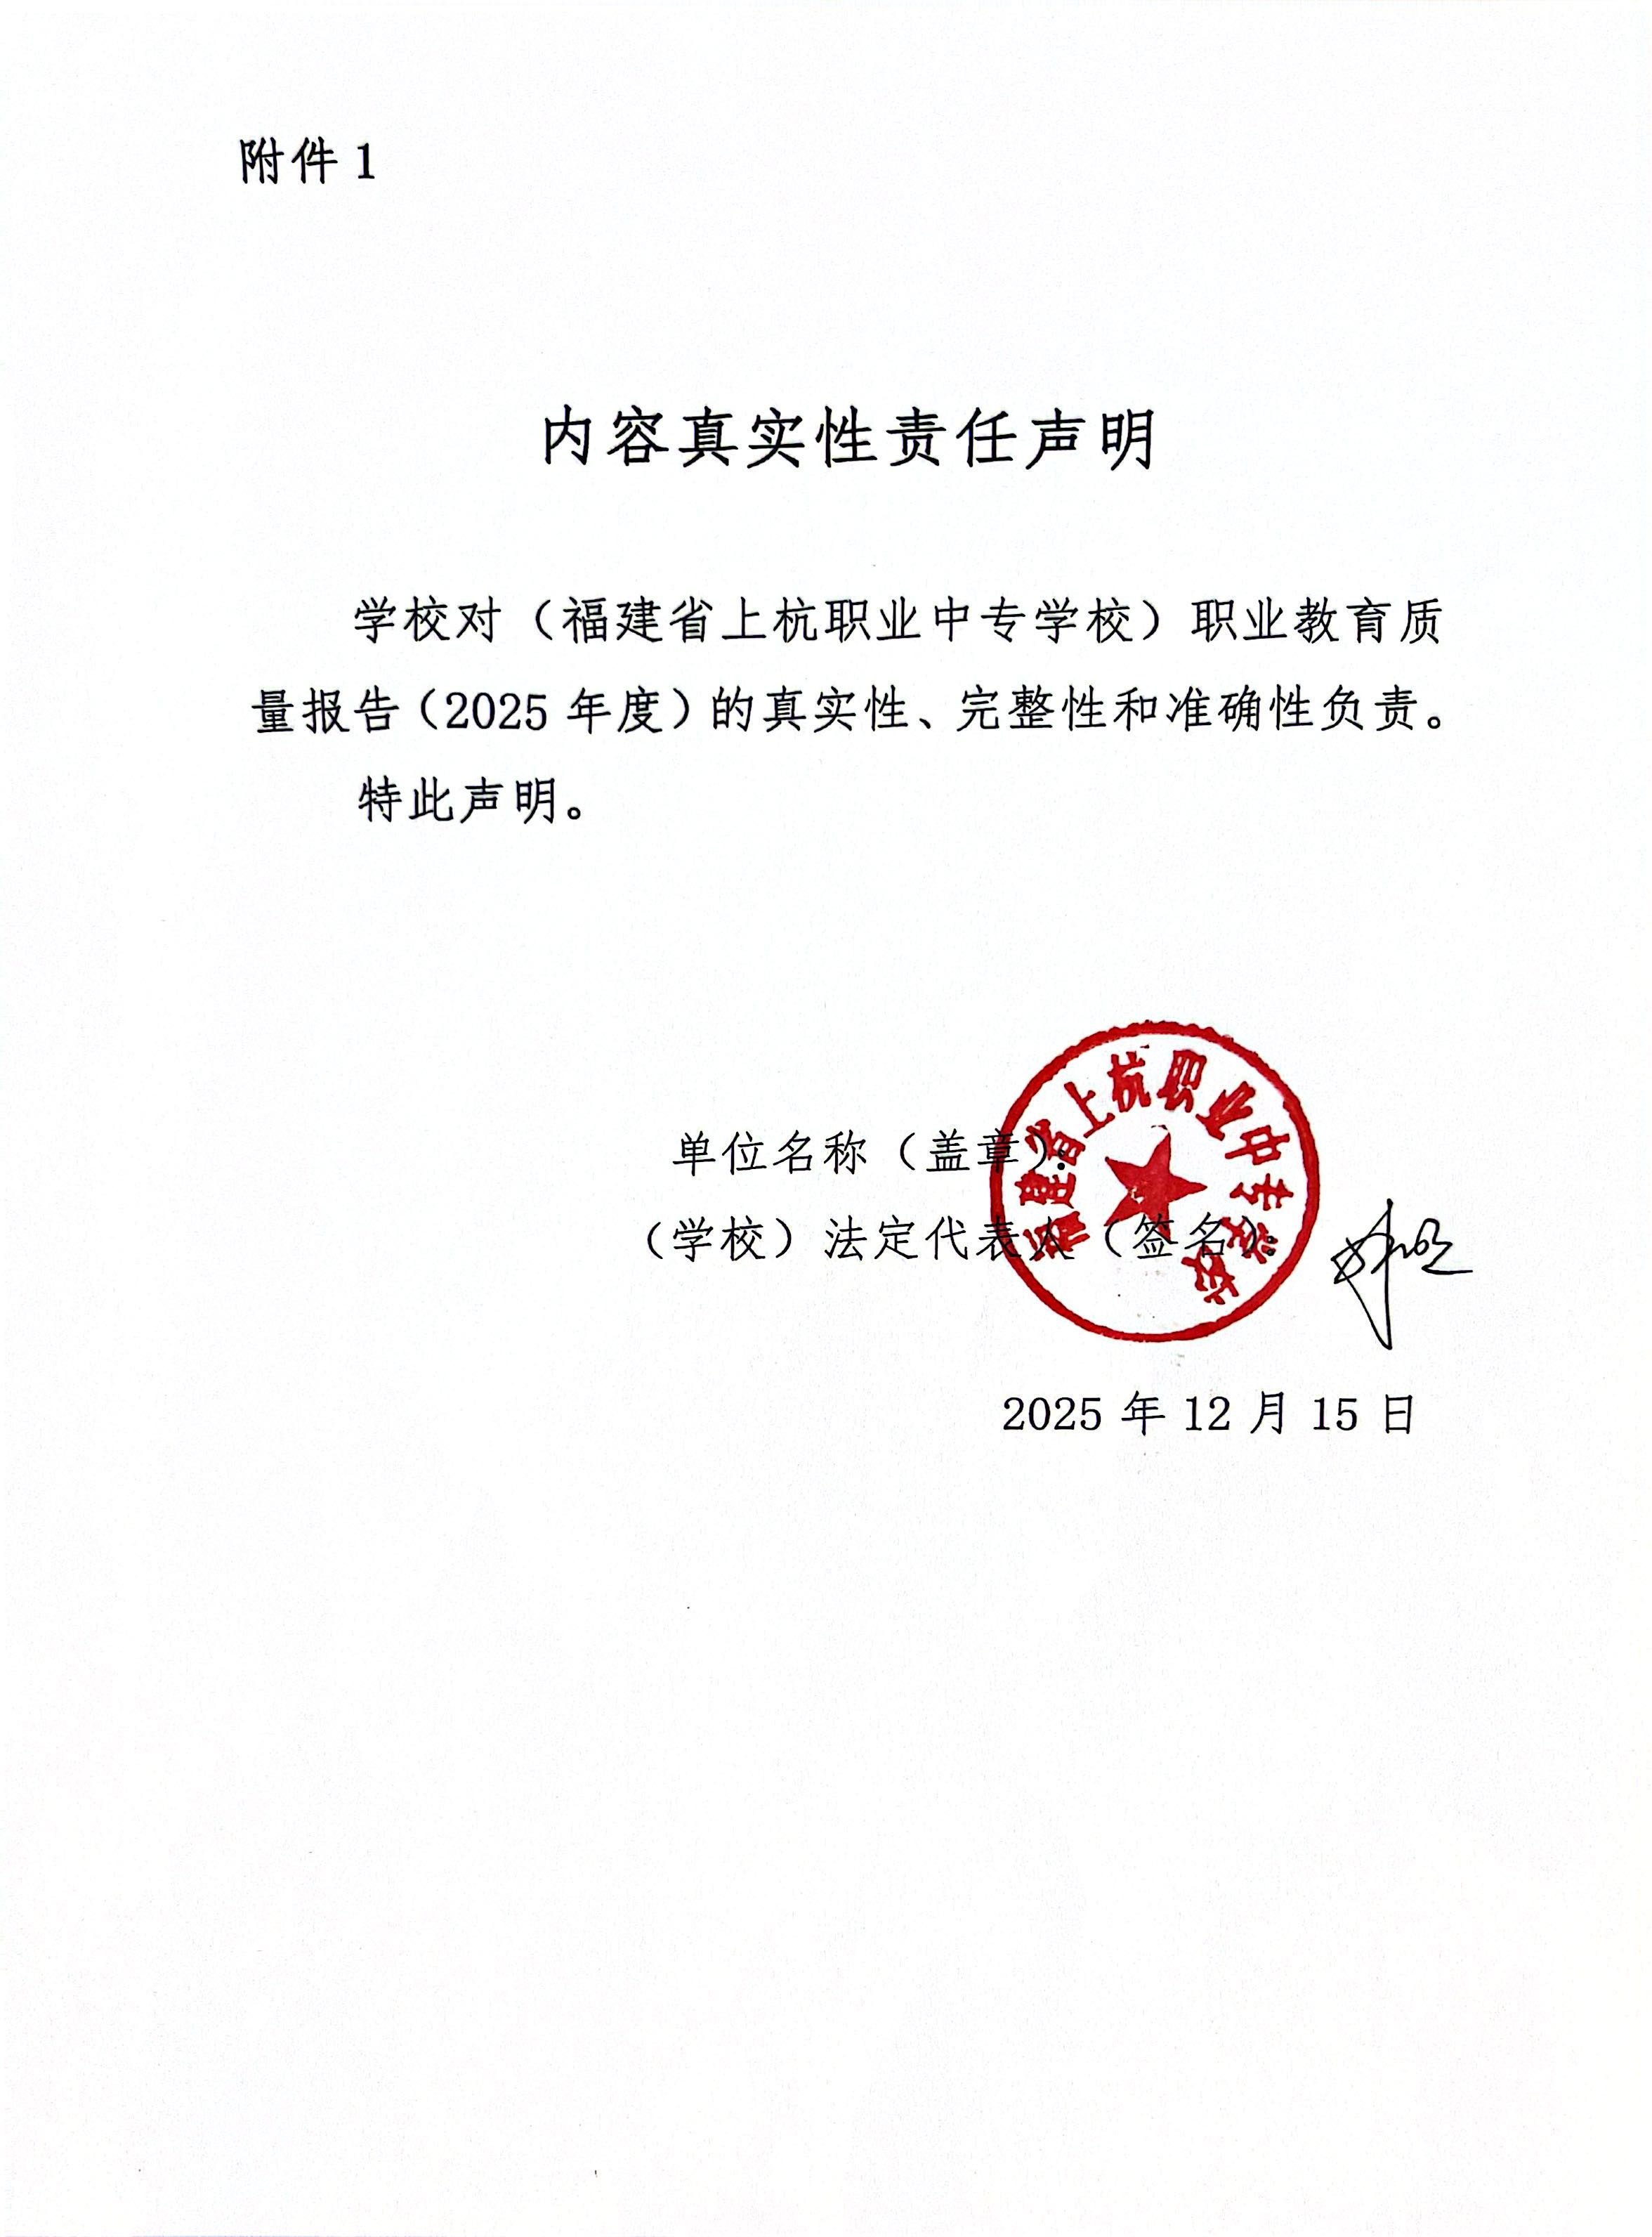 附件1
内容真实性责任声明
学校对（福建省上杭职业中专学校）职业教育质
量报告（2025年度）的真实性、完整性和准确性负责。
特此声明。
福建省上杭职业中专学校
单位名称（盖章）：
（学校）法定代表人（签名）：
2025年12月15日